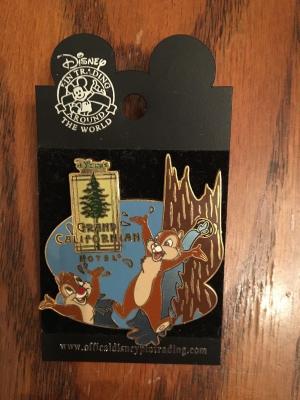 Disney
PIN TRADING
AROUND
THE WORLD
Disney's
GRAND
CALIFORNIAN
HOTEL
www.officialdisneypintrading.com